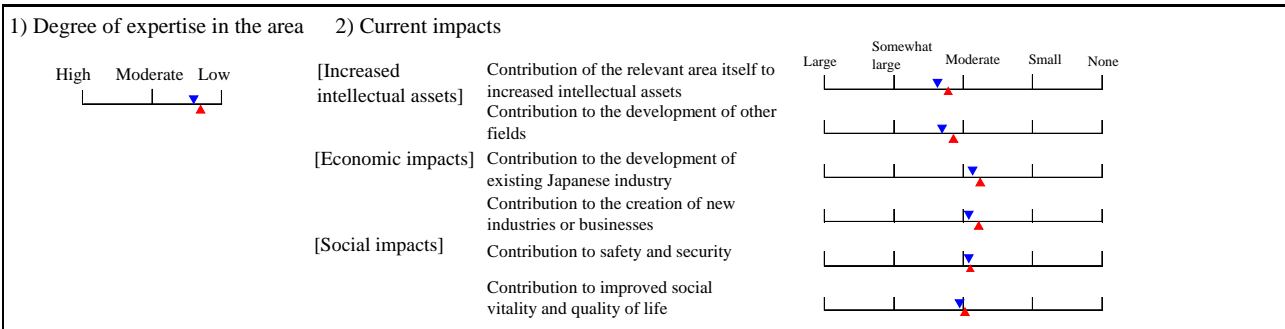 1) Degree of expertise in the area 2) Current impacts
High Moderate Low
Large Somewhat large Moderate Small None
[Increased intellectual assets]
Contribution of the relevant area itself to
increased intellectual assets
Contribution to the development of other
fields
[Economic impacts]
Contribution to the development of
existing Japanese industry
Contribution to the creation of new
industries or businesses
[Social impacts]
Contribution to safety and security
Contribution to improved social
vitality and quality of life